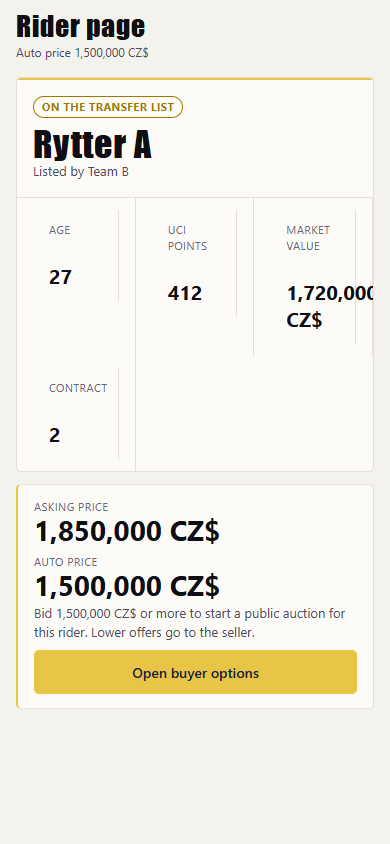 Rider page
Auto price 1,500,000 CZ$
ON THE TRANSFER LIST
Rytter A
Listed by Team B
AGE
27
UCI
POINTS
412
MARKET
VALUE
1,720,000
CZ$
CONTRACT
2
ASKING PRICE
1,850,000 CZ$
AUTO PRICE
1,500,000 CZ$
Bid 1,500,000 CZ$ or more to start a public auction for
this rider. Lower offers go to the seller.
Open buyer options